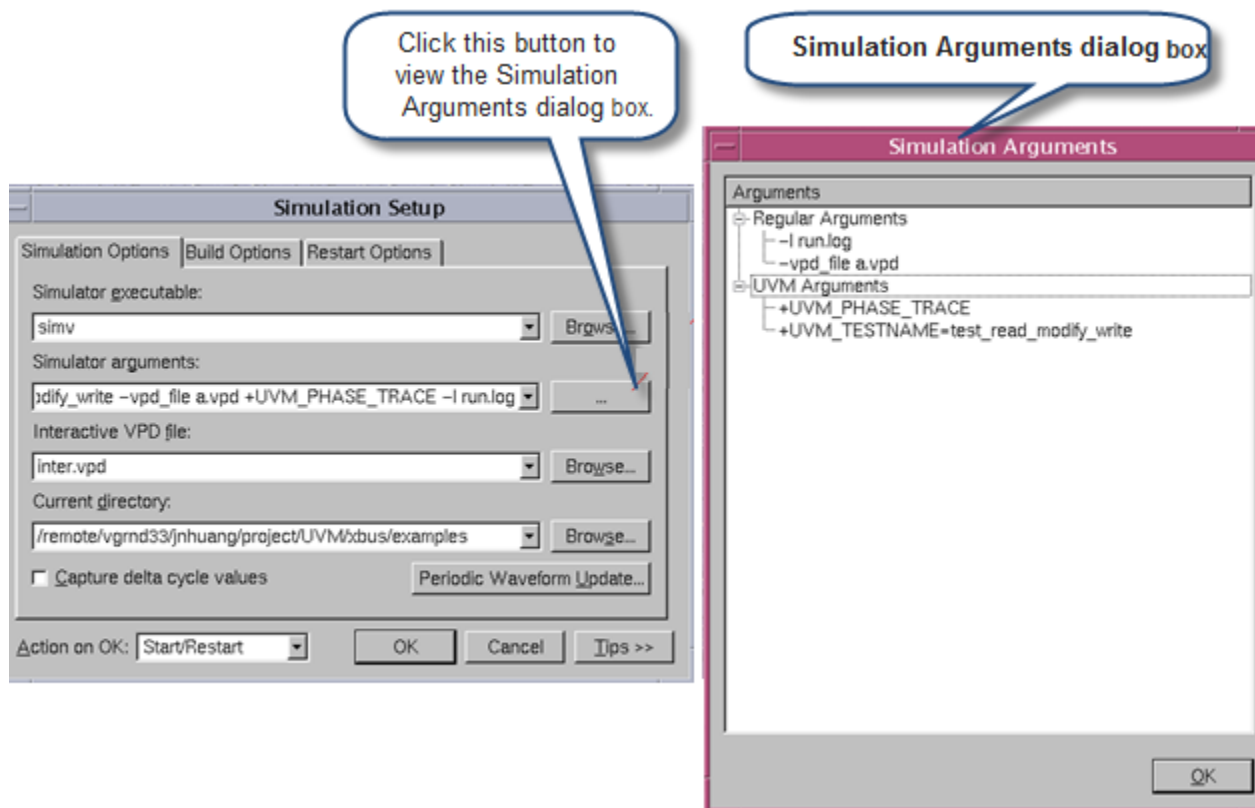 Click this button to
view the Simulation
Arguments dialog box.
Simulation Arguments dialog box
Simulation Setup
Simulation Options
Build Options
Restart Options
Simulator executable:
simv
Simulator arguments:
dify_write -vpd_file a.vpd +UVM_PHASE_TRACE -l run.log
...
Interactive VPD file:
inter.vpd
Browse...
Current directory:
/remote/vgrnd33/jnhuang/project/UVM/xbus/examples
Browse...
Capture delta cycle values
Periodic Waveform Update...
Action on OK:
Start/Restart
OK
Cancel
Tips >>
Simulation Arguments
Arguments
Regular Arguments
-l run.log
-vpd_file a.vpd
UVM Arguments
+UVM_PHASE_TRACE
+UVM_TESTNAME=test_read_modify_write
OK